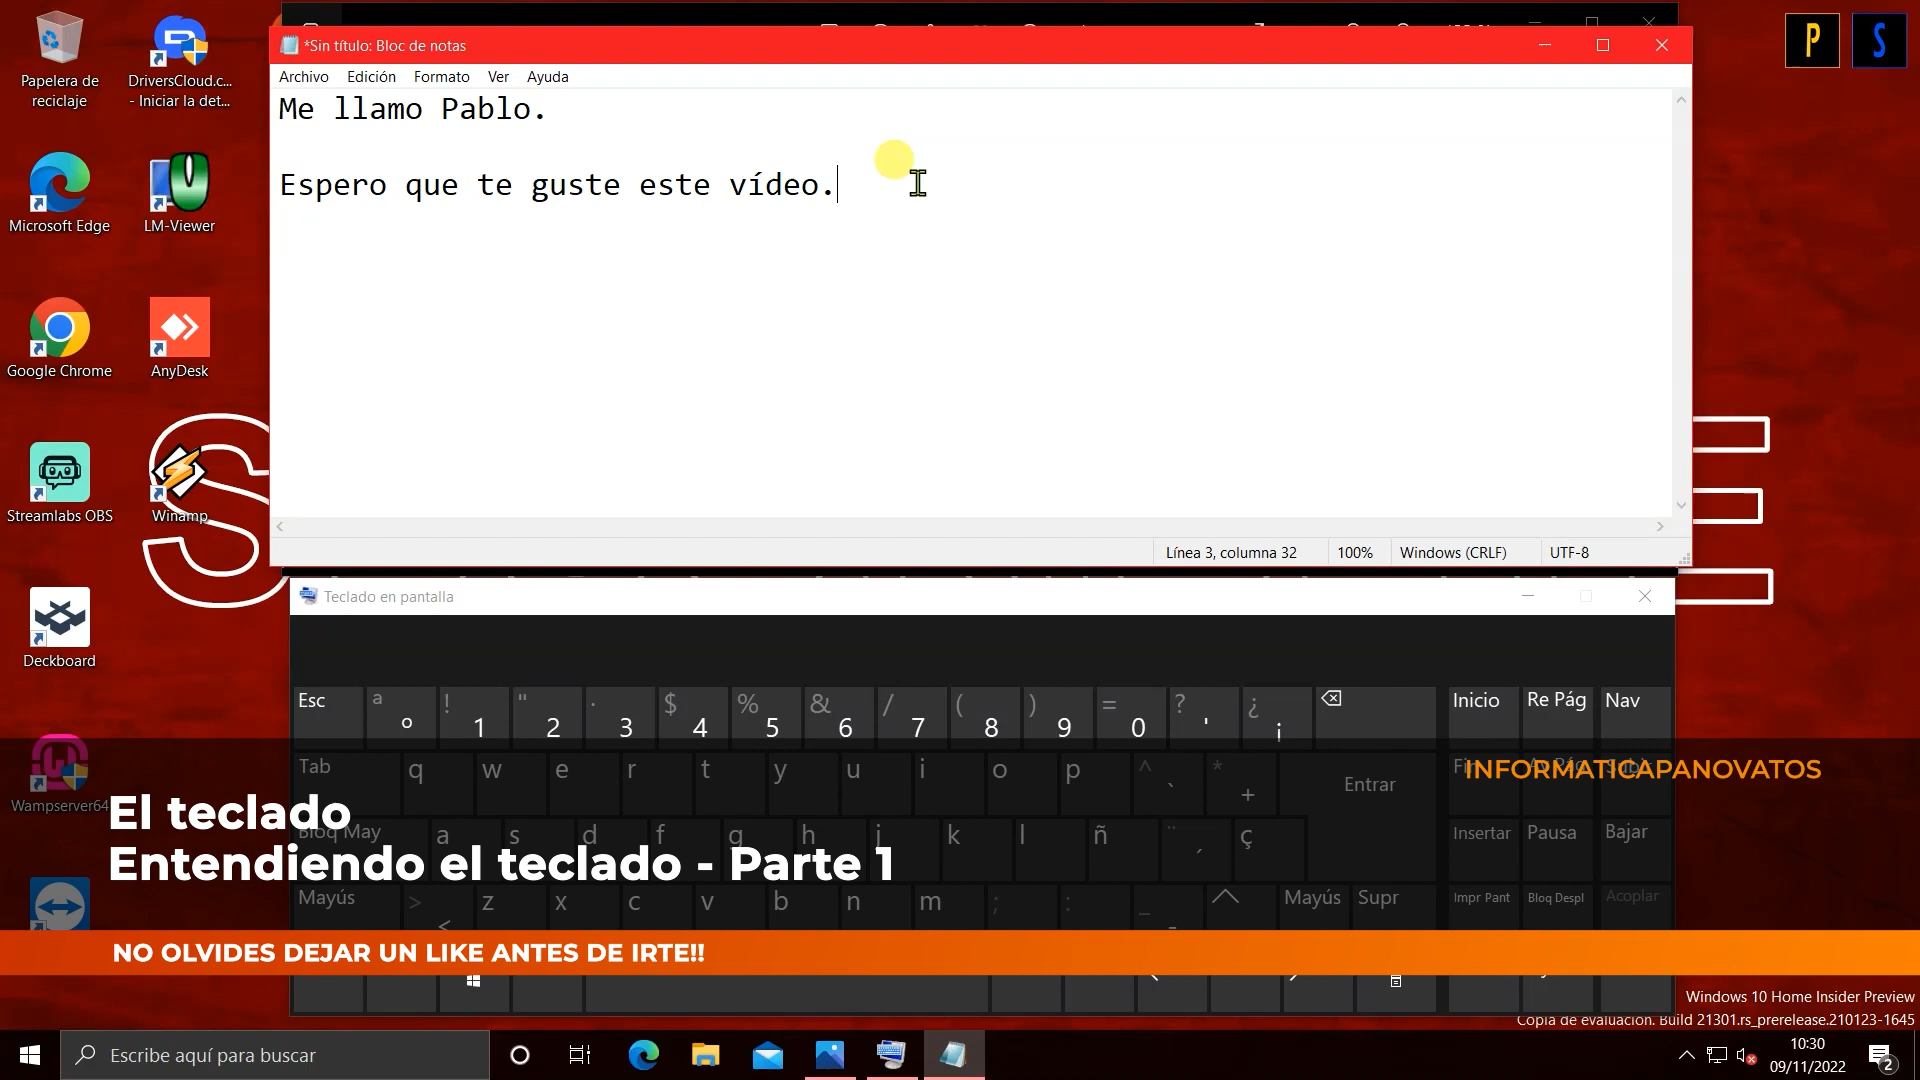 Papelera de
reciclaje
DriversCloud.c...
- Iniciar la det...
Microsoft Edge
LM-Viewer
Google Chrome
AnyDesk
Streamlabs OBS
Winamp
Deckboard
Wampserver64
P
S
*Sin título: Bloc de notas
Archivo Edición Formato Ver Ayuda
Me llamo Pablo.
Espero que te guste este vídeo.
Línea 3, columna 32 100% Windows (CRLF) UTF-8
S E
Teclado en pantalla
Esc ª º ! 1 " 2 · 3 $ 4 % 5 & 6 / 7 ( 8 ) 9 = 0 ? ' ¿ ¡ Inicio Re Pág Nav
Tab q w e r t y u i o p ^ ` * + Entrar Fin
Bloq May a s d f g h j k l ñ ¨ ´ ç Insertar Pausa Bajar
Mayús > < z x c v b n m ; : _ - Mayús Supr Impr Pant Bloq Despl Acoplar
INFORMATICAPANOVATOS
El teclado
Entendiendo el teclado - Parte 1
NO OLVIDES DEJAR UN LIKE ANTES DE IRTE!!
Windows 10 Home Insider Preview
Copia de evaluación. Build 21301.rs_prerelease.210123-1645
Escribe aquí para buscar
10:30
09/11/2022
2